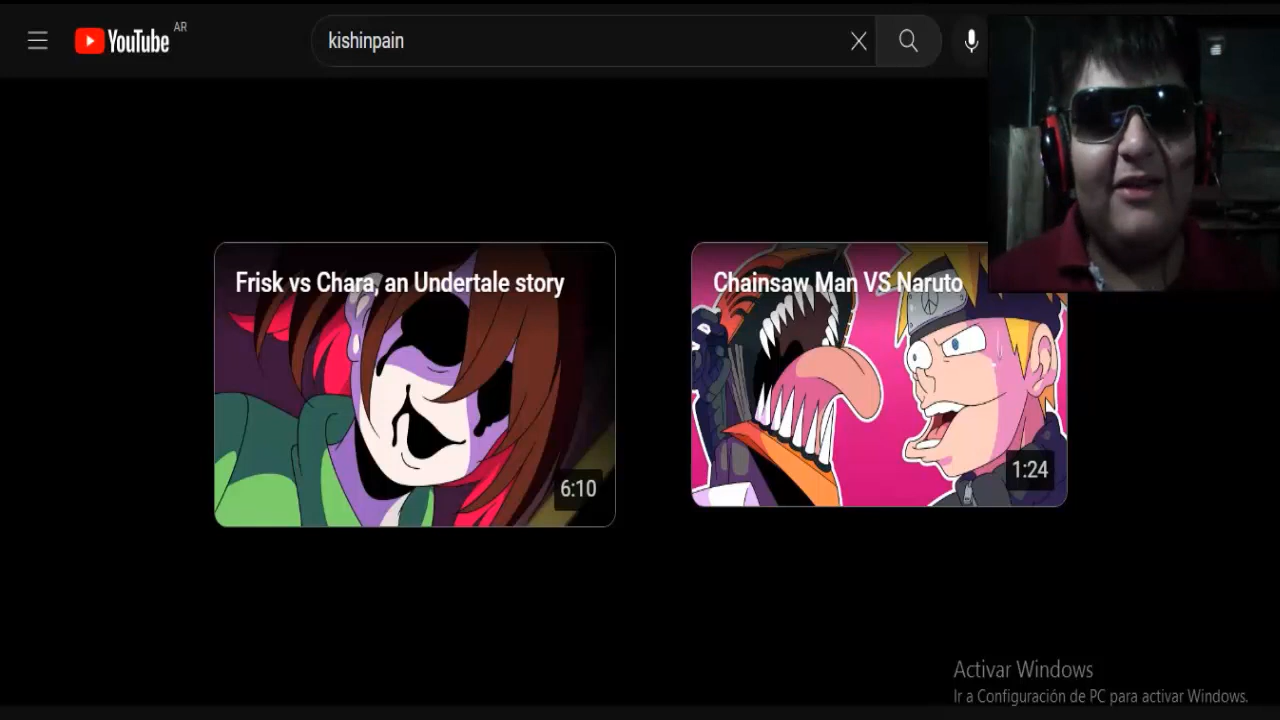 YouTube AR
kishinpain
Frisk vs Chara, an Undertale story
Chainsaw Man VS Naruto
6:10
1:24
Activar Windows
Ir a Configuración de PC para activar Windows.